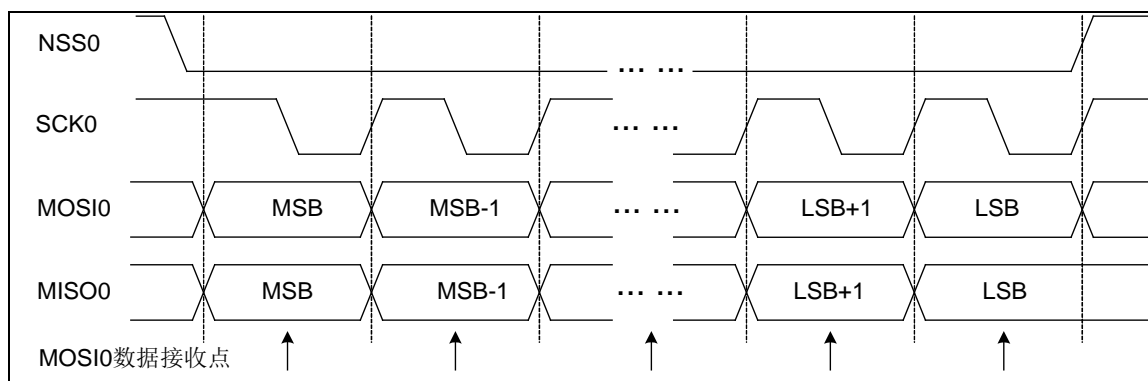 NSS0
... ...
SCK0
... ...
MOSI0 MSB MSB-1 ... ... LSB+1 LSB
MISO0 MSB MSB-1 ... ... LSB+1 LSB
MOSI0数据接收点